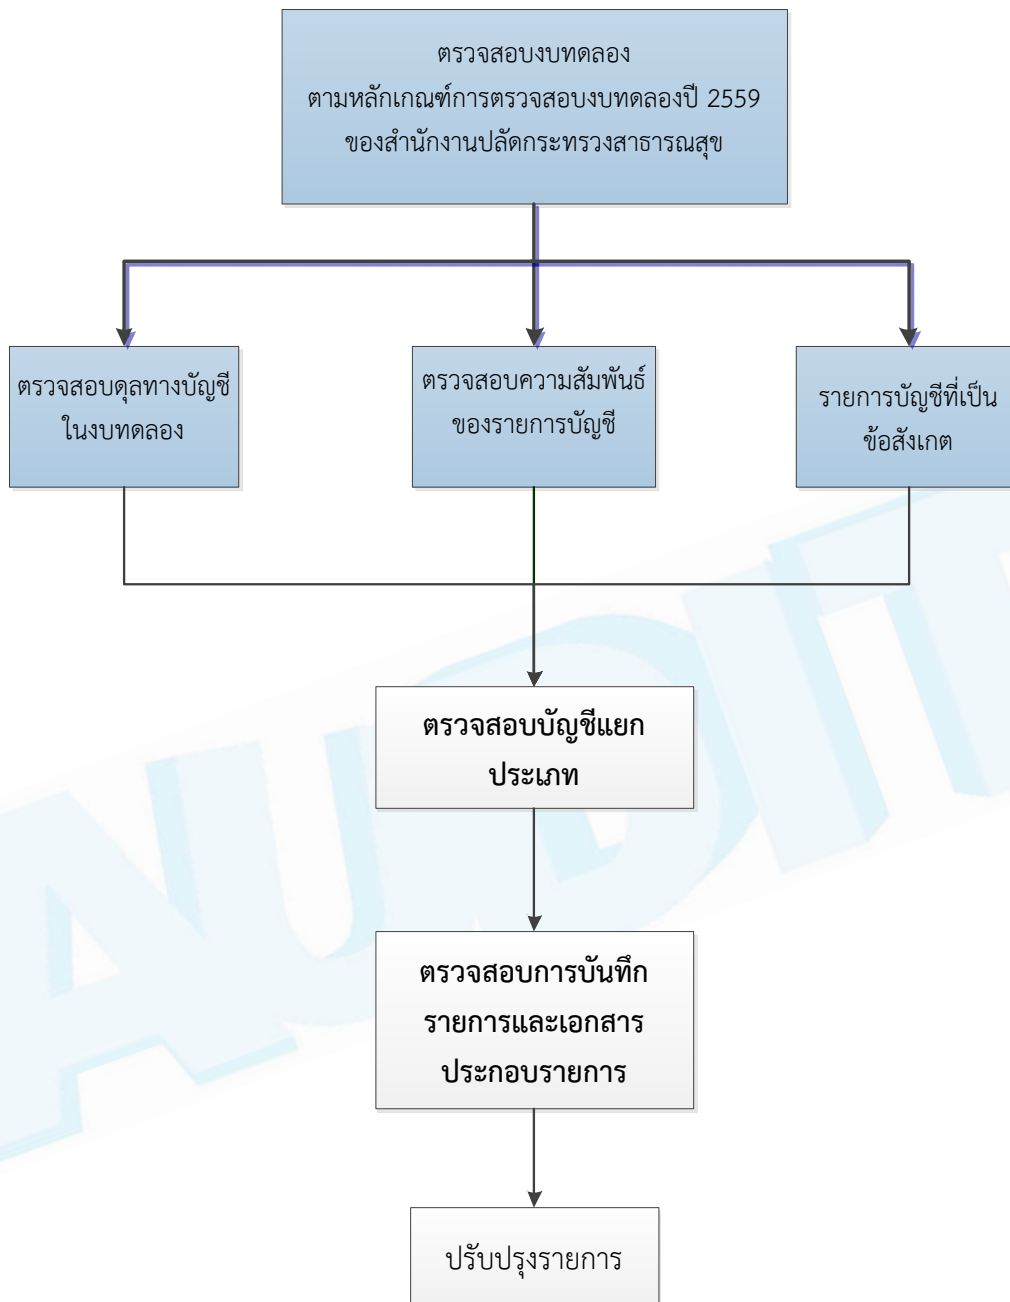 ตรวจสอบงบทดลอง
ตามหลักเกณฑ์การตรวจสอบงบทดลองปี 2559
ของสำนักงานปลัดกระทรวงสาธารณสุข
ตรวจสอบดุลทางบัญชี
ในงบทดลอง
ตรวจสอบความสัมพันธ์
ของรายการบัญชี
รายการบัญชีที่เป็น
ข้อสังเกต
ตรวจสอบบัญชีแยก
ประเภท
ตรวจสอบการบันทึก
รายการและเอกสาร
ประกอบรายการ
ปรับปรุงรายการ
AUDIT